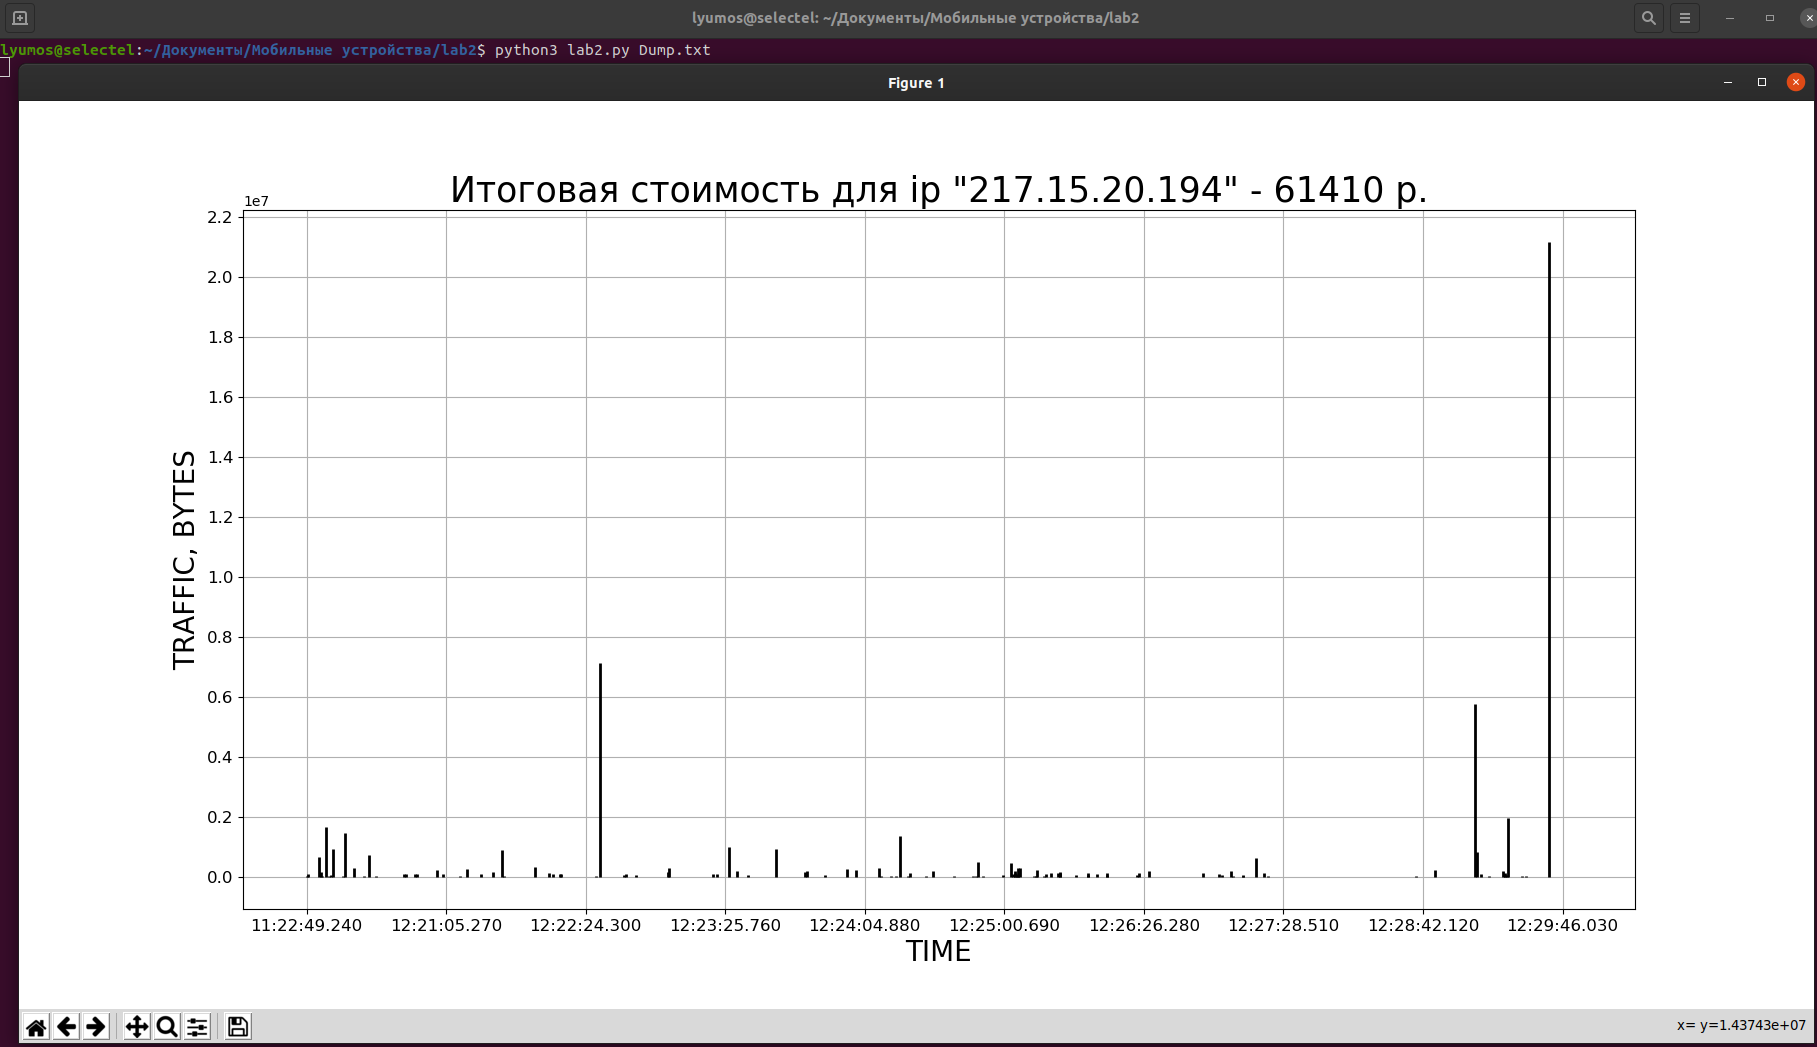 lyumos@selectel: ~/Документы/Мобильные устройства/lab2
lyumos@selectel:~/Документы/Мобильные устройства/lab2$ python3 lab2.py Dump.txt
Figure 1
Итоговая стоимость для ip "217.15.20.194" - 61410 р.
1e7
2.2
2.0
1.8
1.6
1.4
1.2
1.0
0.8
0.6
0.4
0.2
0.0
TRAFFIC, BYTES
11:22:49.240 12:21:05.270 12:22:24.300 12:23:25.760 12:24:04.880 12:25:00.690 12:26:26.280 12:27:28.510 12:28:42.120 12:29:46.030
TIME
x= y=1.43743e+07